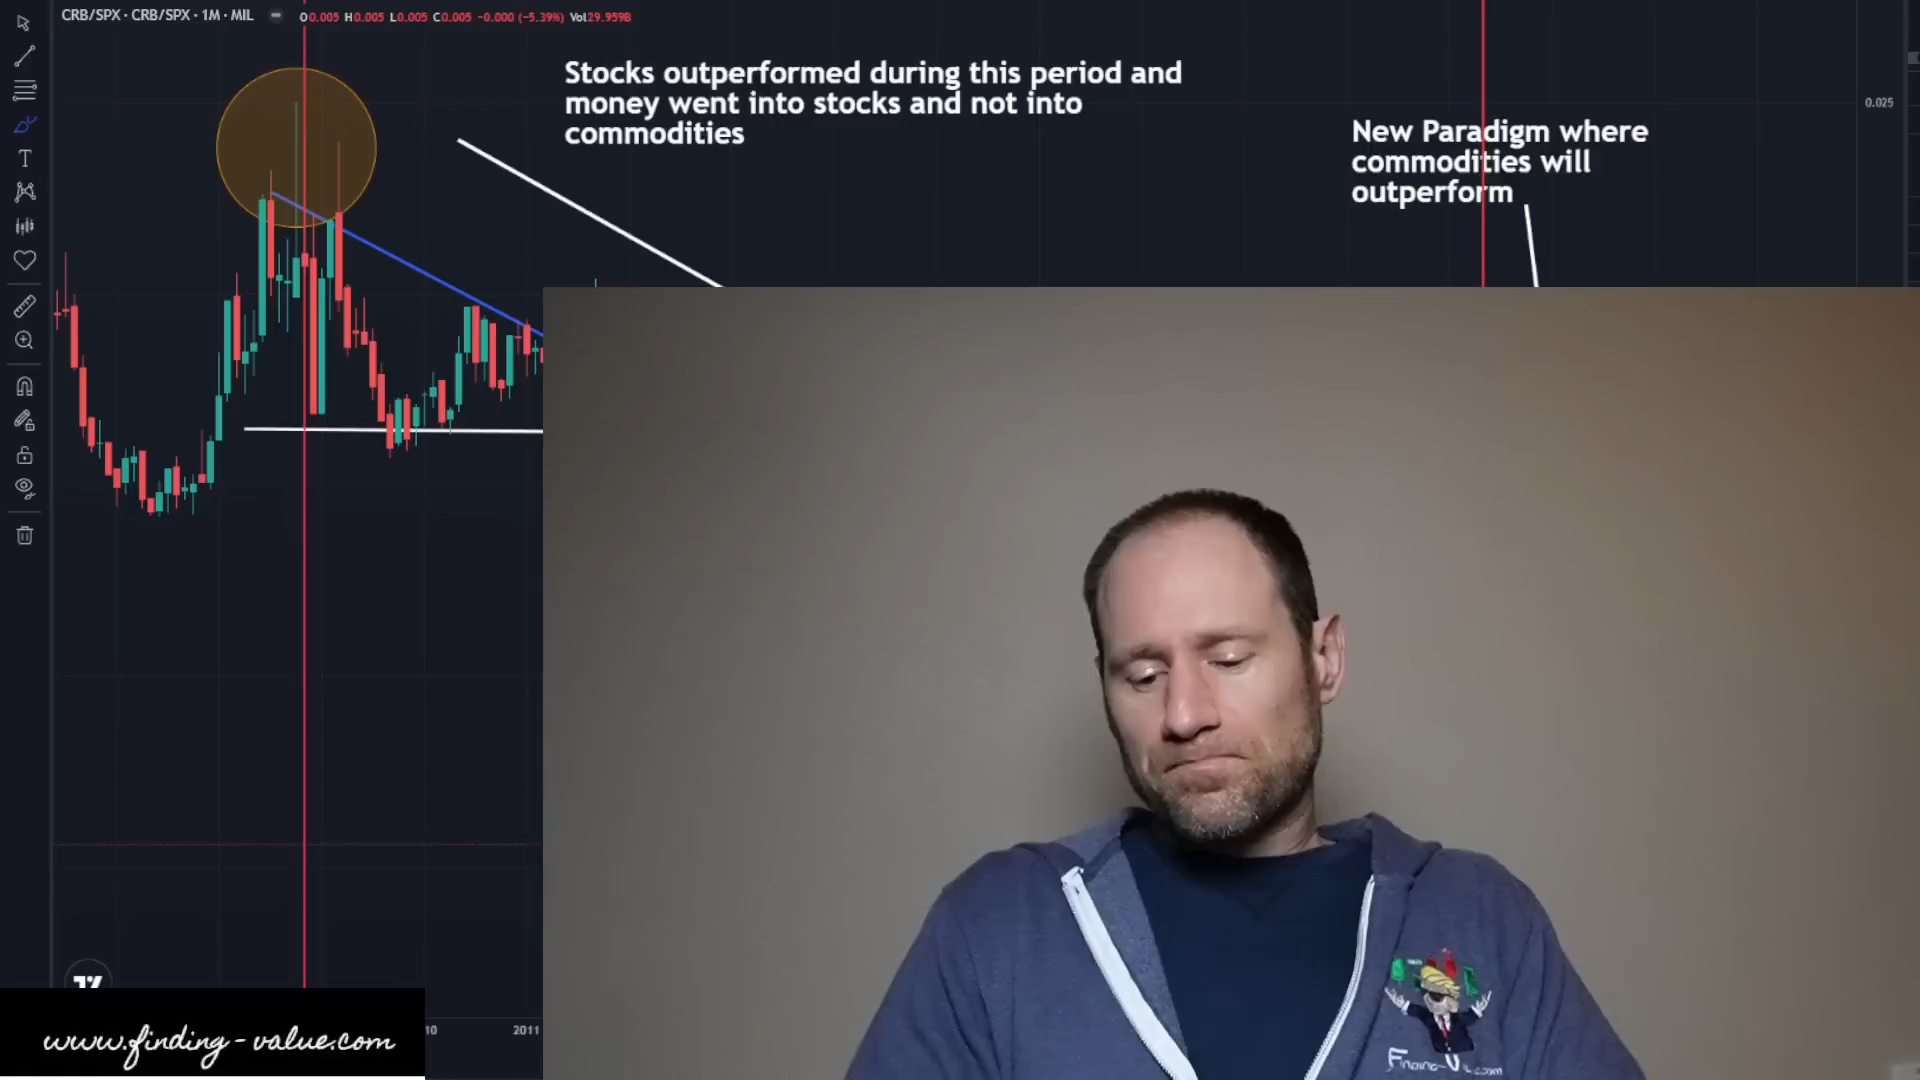 CRB/SPX · CRB/SPX · 1M · MIL O0.005 H0.005 L0.005 C0.005 -0.000 (-5.39%) Vol29.959B
Stocks outperformed during this period and
money went into stocks and not into
commodities
0.025
New Paradigm where
commodities will
outperform
10 2011
www.finding-value.com